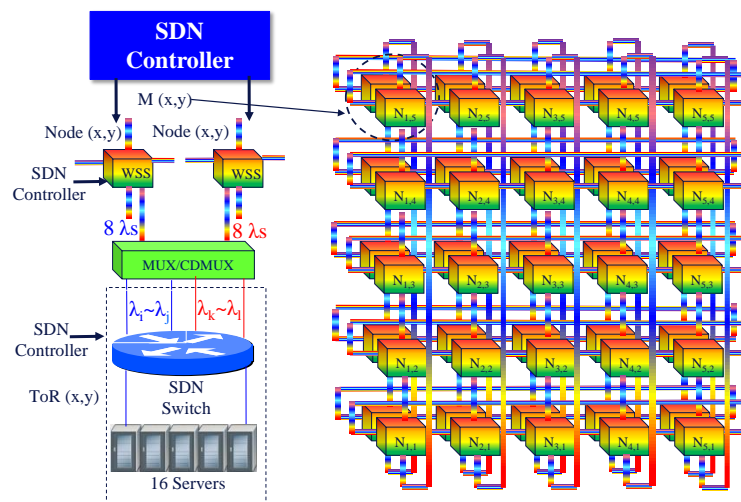 SDN
Controller
M (x,y)
Node (x,y)
Node (x,y)
WSS
WSS
SDN
Controller
8 λs
8 λs
MUX/CDMUX
λi~λj
λk~λl
SDN
Controller
ToR (x,y)
SDN
Switch
16 Servers
N1,5
N2,5
N3,5
N4,5
N5,5
N1,4
N2,4
N3,4
N4,4
N5,4
N1,3
N2,3
N3,3
N4,3
N5,3
N1,2
N2,2
N3,2
N4,2
N5,2
N1,1
N2,1
N3,1
N4,1
N5,1